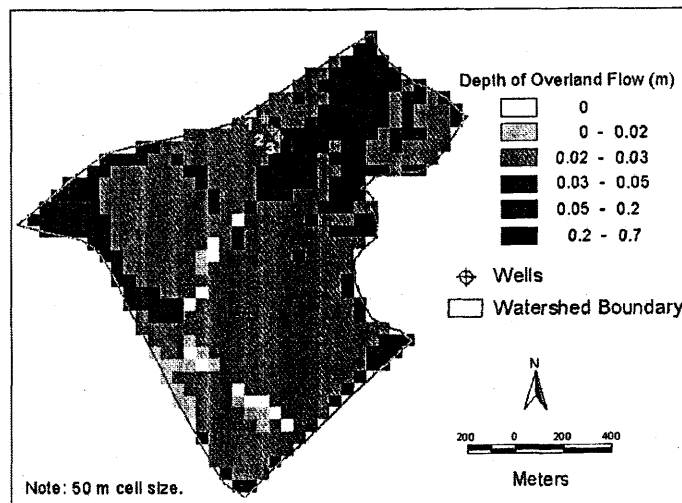 Depth of Overland Flow (m)
0
0 - 0.02
0.02 - 0.03
0.03 - 0.05
0.05 - 0.2
0.2 - 0.7
Wells
Watershed Boundary
1
2
3
N
200 0 200 400
Meters
Note: 50 m cell size.